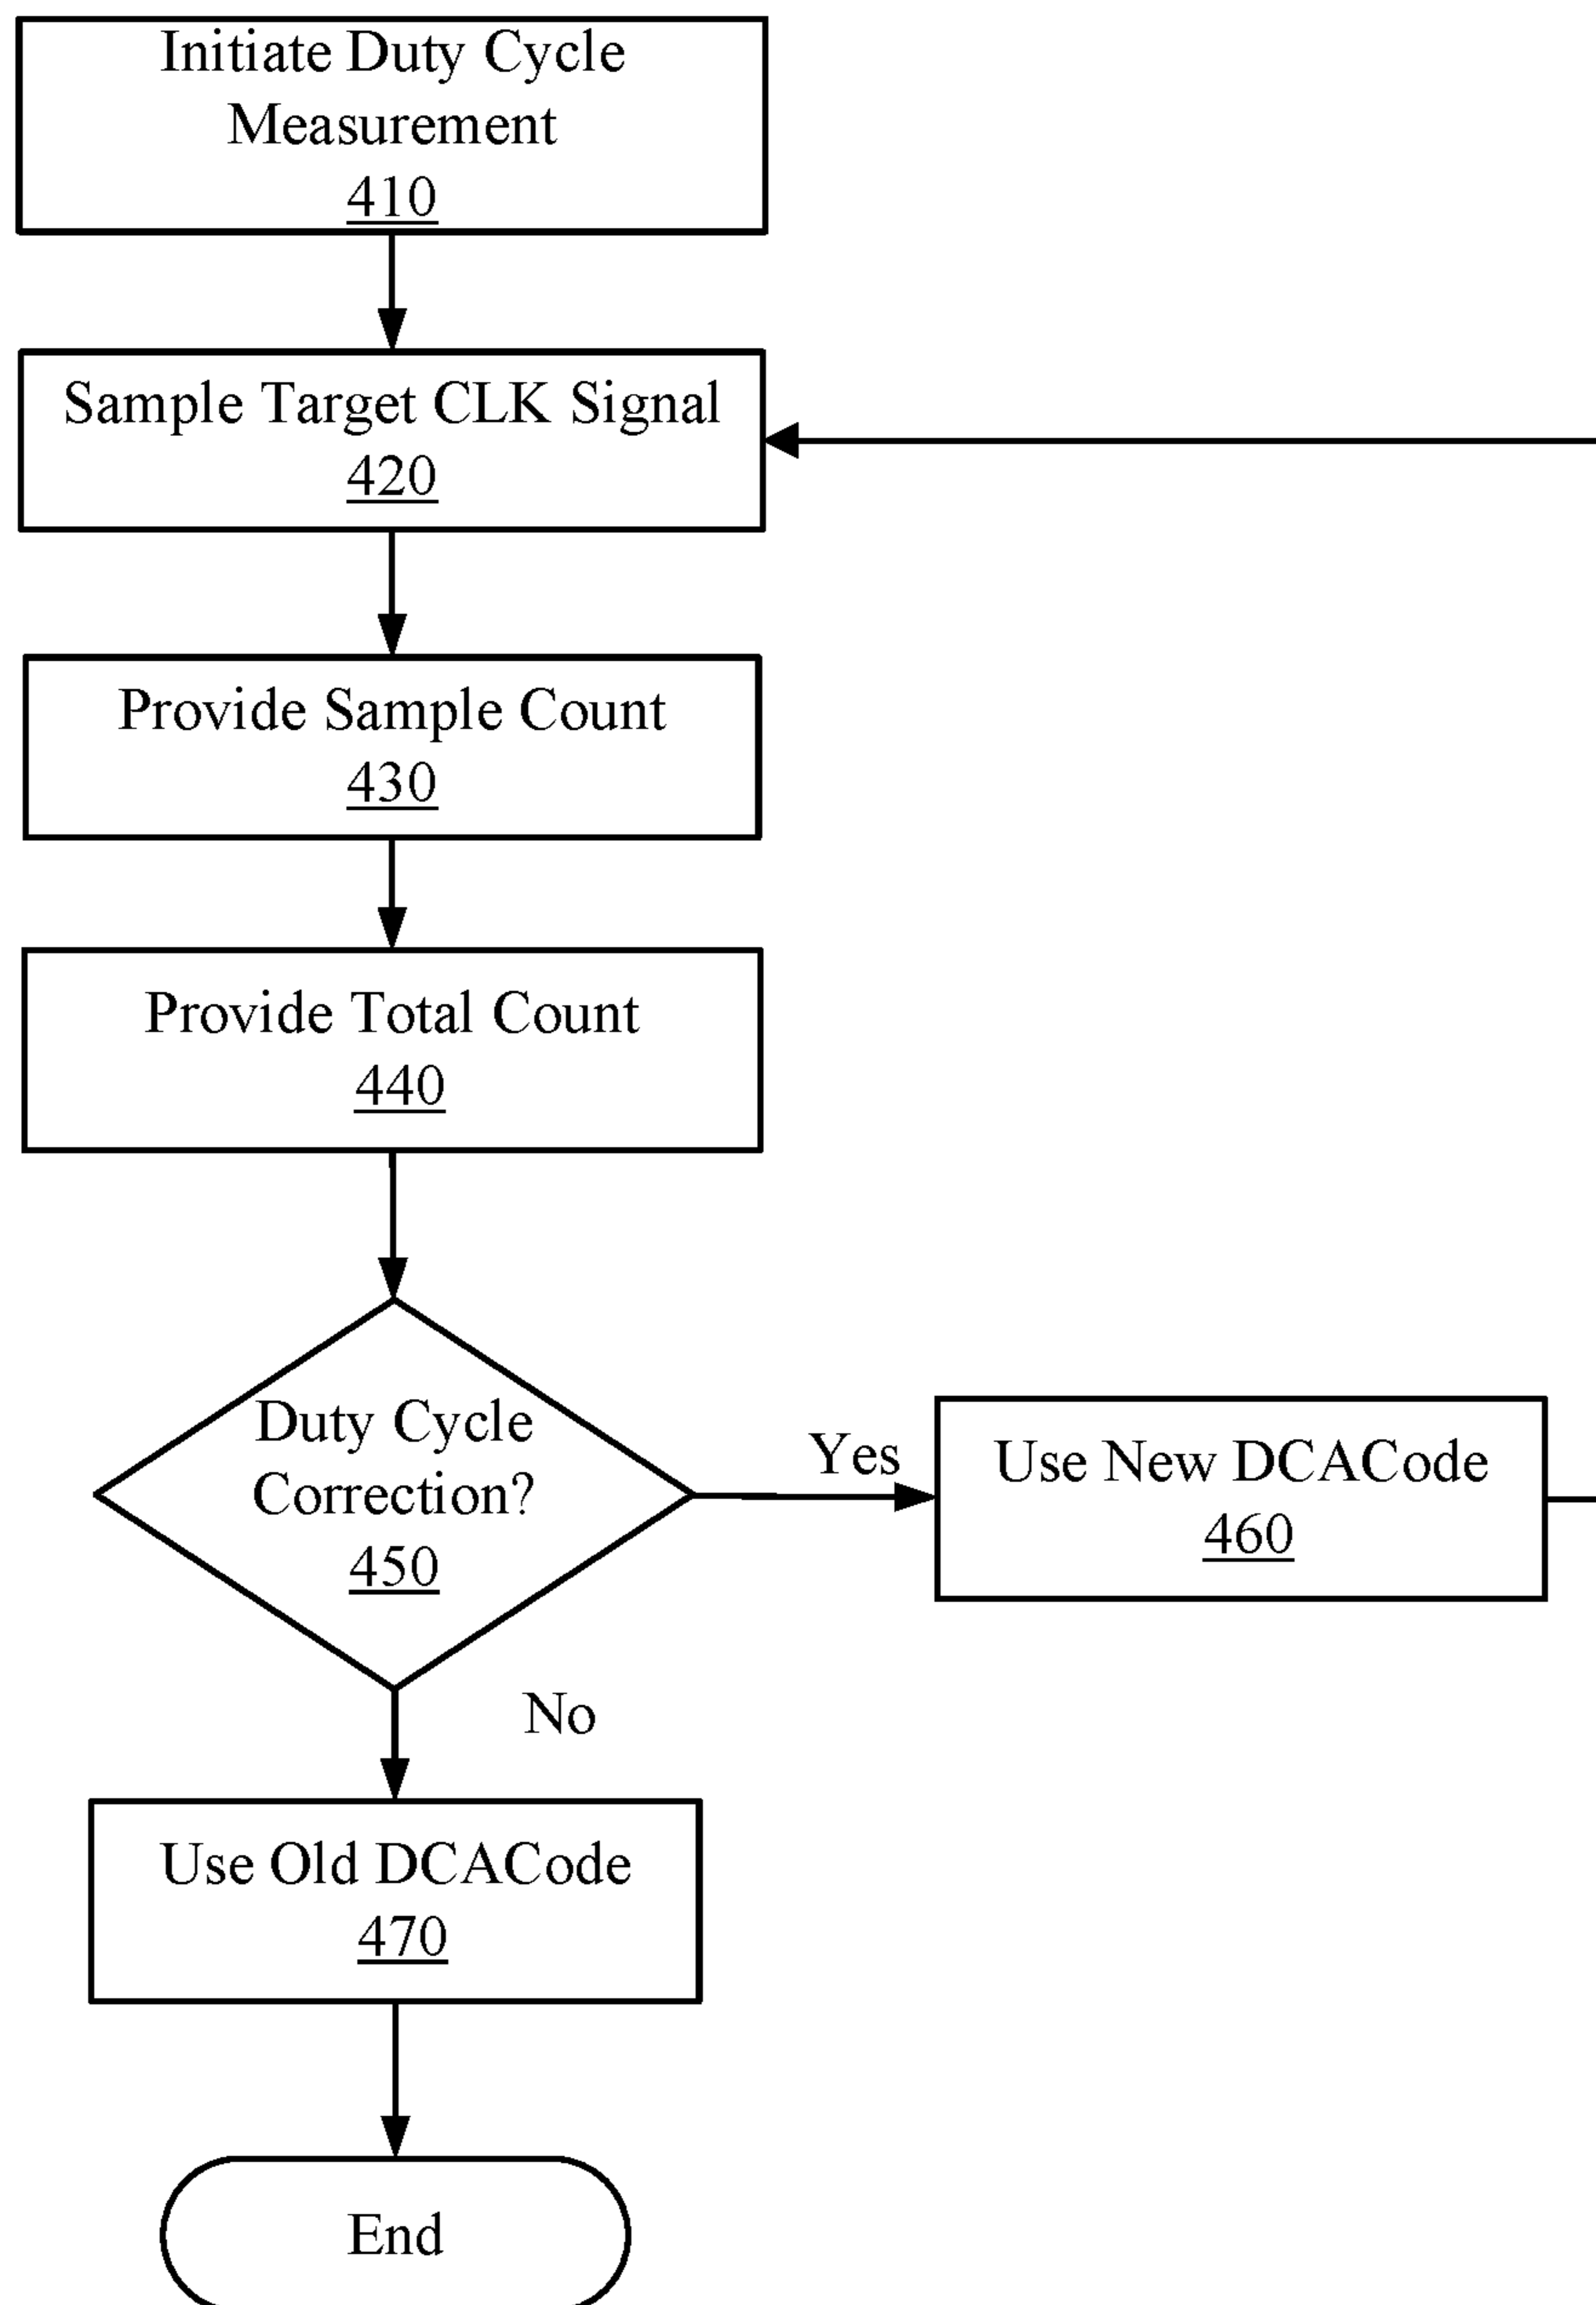 Initiate Duty Cycle
Measurement
410
Sample Target CLK Signal
420
Provide Sample Count
430
Provide Total Count
440
Duty Cycle
Correction?
450
Yes
Use New DCACode
460
No
Use Old DCACode
470
End